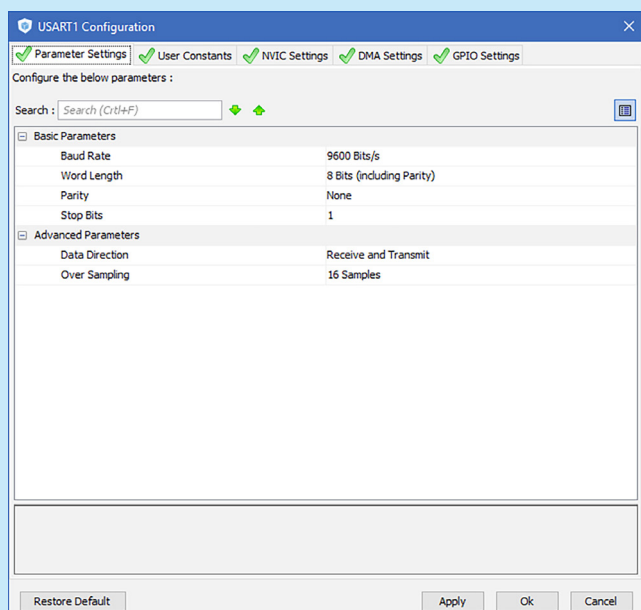 USART1 Configuration
Parameter Settings User Constants NVIC Settings DMA Settings GPIO Settings
Configure the below parameters :
Search : Search (Crtl+F)
Basic Parameters
Baud Rate 9600 Bits/s
Word Length 8 Bits (including Parity)
Parity None
Stop Bits 1
Advanced Parameters
Data Direction Receive and Transmit
Over Sampling 16 Samples
Restore Default Apply Ok Cancel